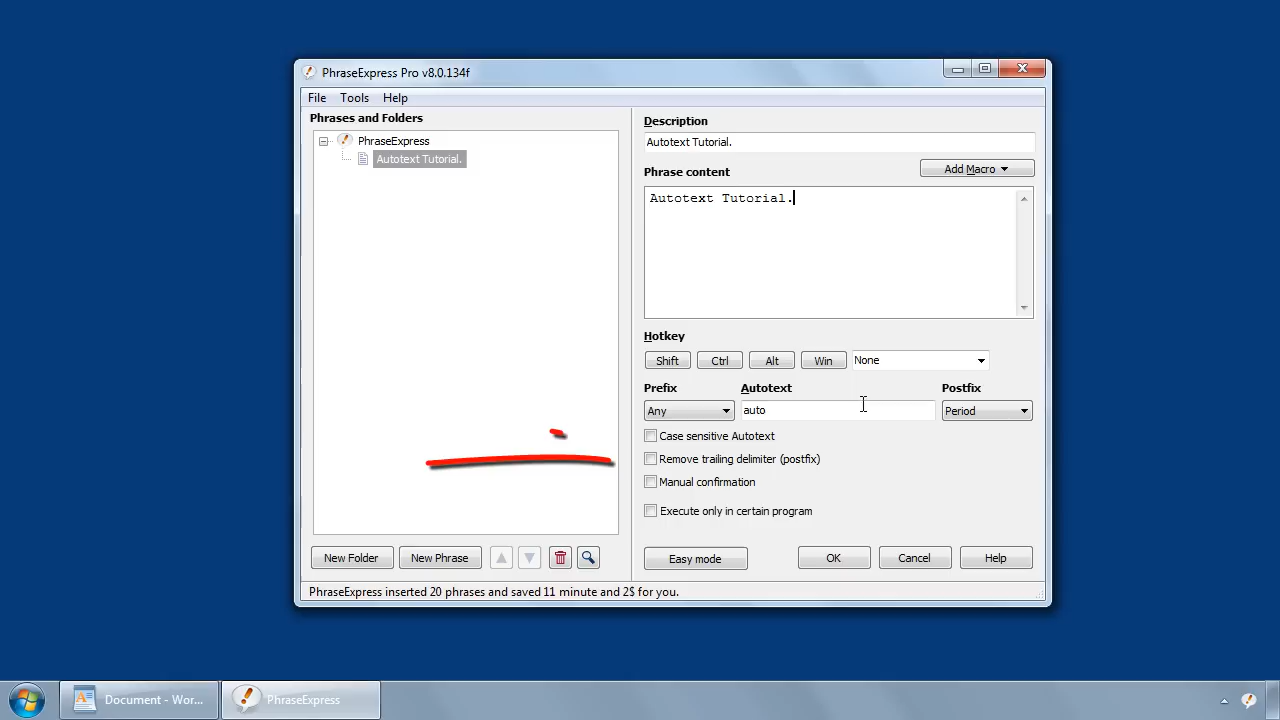 PhraseExpress Pro v8.0.134f
File Tools Help
Phrases and Folders
PhraseExpress
Autotext Tutorial.
Description
Autotext Tutorial.
Phrase content
Add Macro
Autotext Tutorial.
Hotkey
Shift Ctrl Alt Win None
Prefix Autotext Postfix
Any auto Period
Case sensitive Autotext
Remove trailing delimiter (postfix)
Manual confirmation
Execute only in certain program
New Folder New Phrase
Easy mode OK Cancel Help
PhraseExpress inserted 20 phrases and saved 11 minute and 2$ for you.
Document - Wor... PhraseExpress